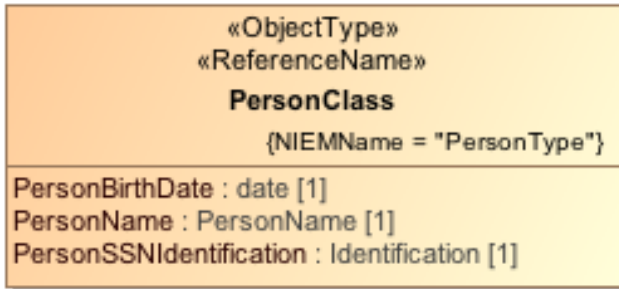 «ObjectType»
«ReferenceName»
PersonClass
{NIEMName = "PersonType"}
PersonBirthDate : date [1]
PersonName : PersonName [1]
PersonSSNIdentification : Identification [1]